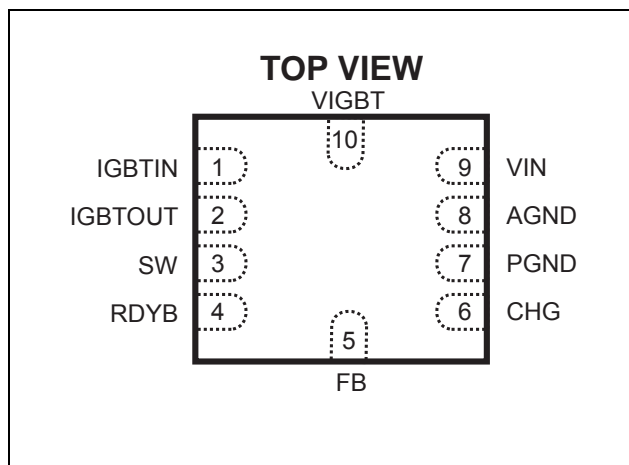 TOP VIEW
VIGBT
10
IGBTIN 1 9 VIN
IGBTOUT 2 8 AGND
SW 3 7 PGND
RDYB 4 6 CHG
5
FB